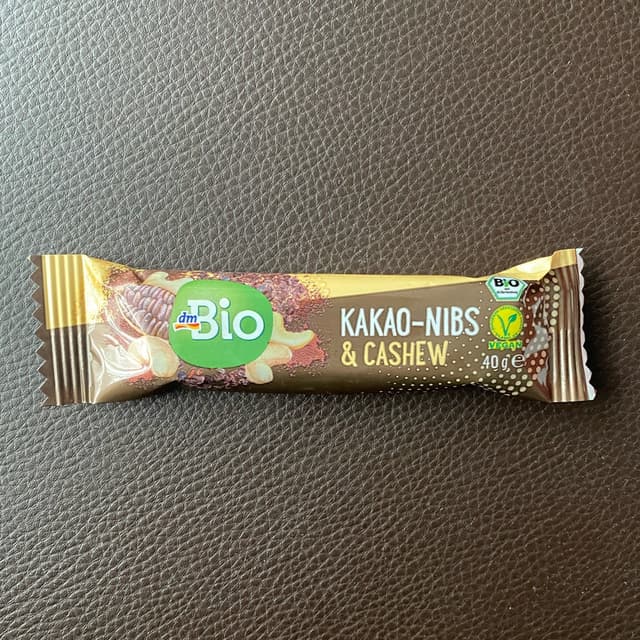 dm
Bio
KAKAO-NIBS
& CASHEW
Bio
VEGAN
40 g e